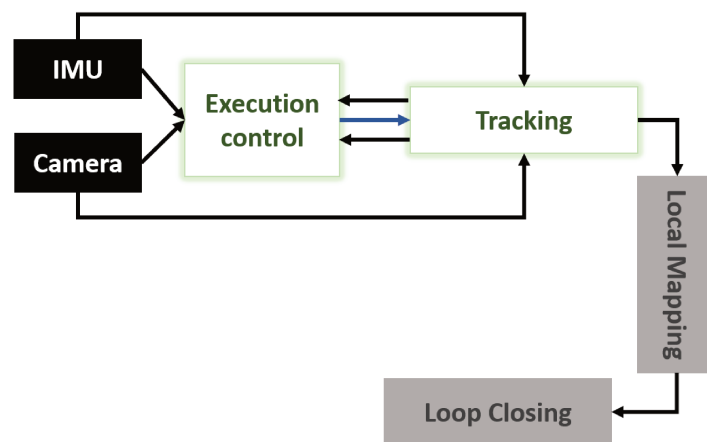 IMU
Execution
control
Tracking
Camera
Local Mapping
Loop Closing